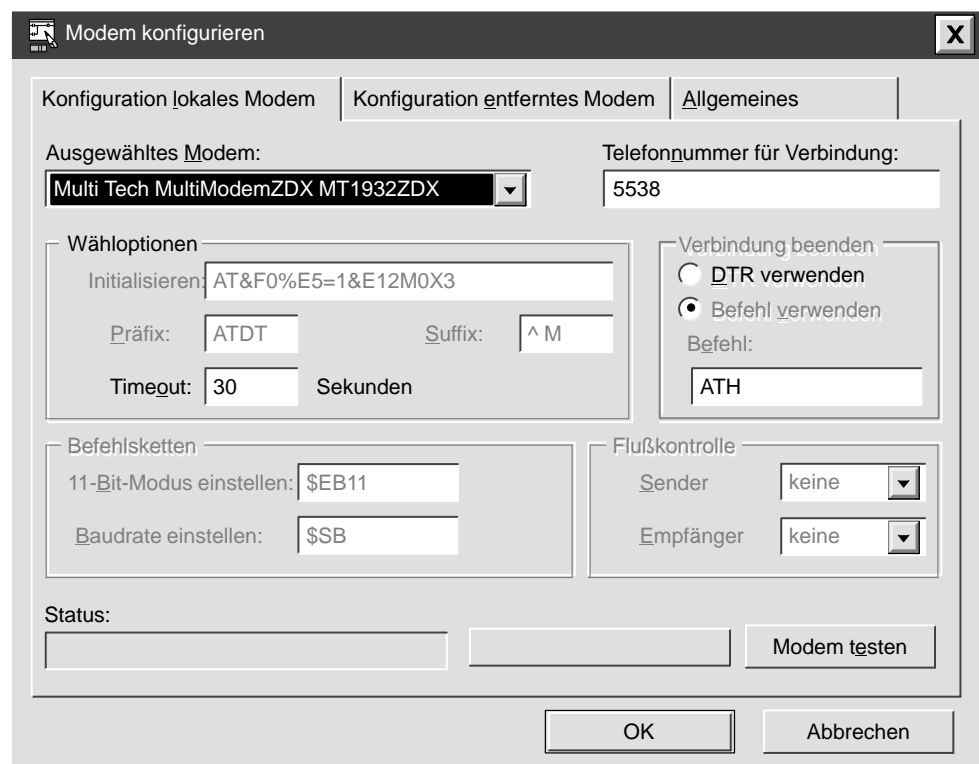 Modem konfigurieren
X
Konfiguration lokales Modem
Konfiguration entferntes Modem
Allgemeines
Ausgewähltes Modem:
Telefonnummer für Verbindung:
Multi Tech MultiModemZDX MT1932ZDX
5538
Wähloptionen
Verbindung beenden
Initialisieren: AT&F0%E5=1&E12M0X3
DTR verwenden
Befehl verwenden
Präfix: ATDT
Suffix: ^ M
Befehl:
Timeout: 30 Sekunden
ATH
Befehlsketten
Flußkontrolle
11-Bit-Modus einstellen: $EB11
Sender keine
Baudrate einstellen: $SB
Empfänger keine
Status:
Modem testen
OK
Abbrechen